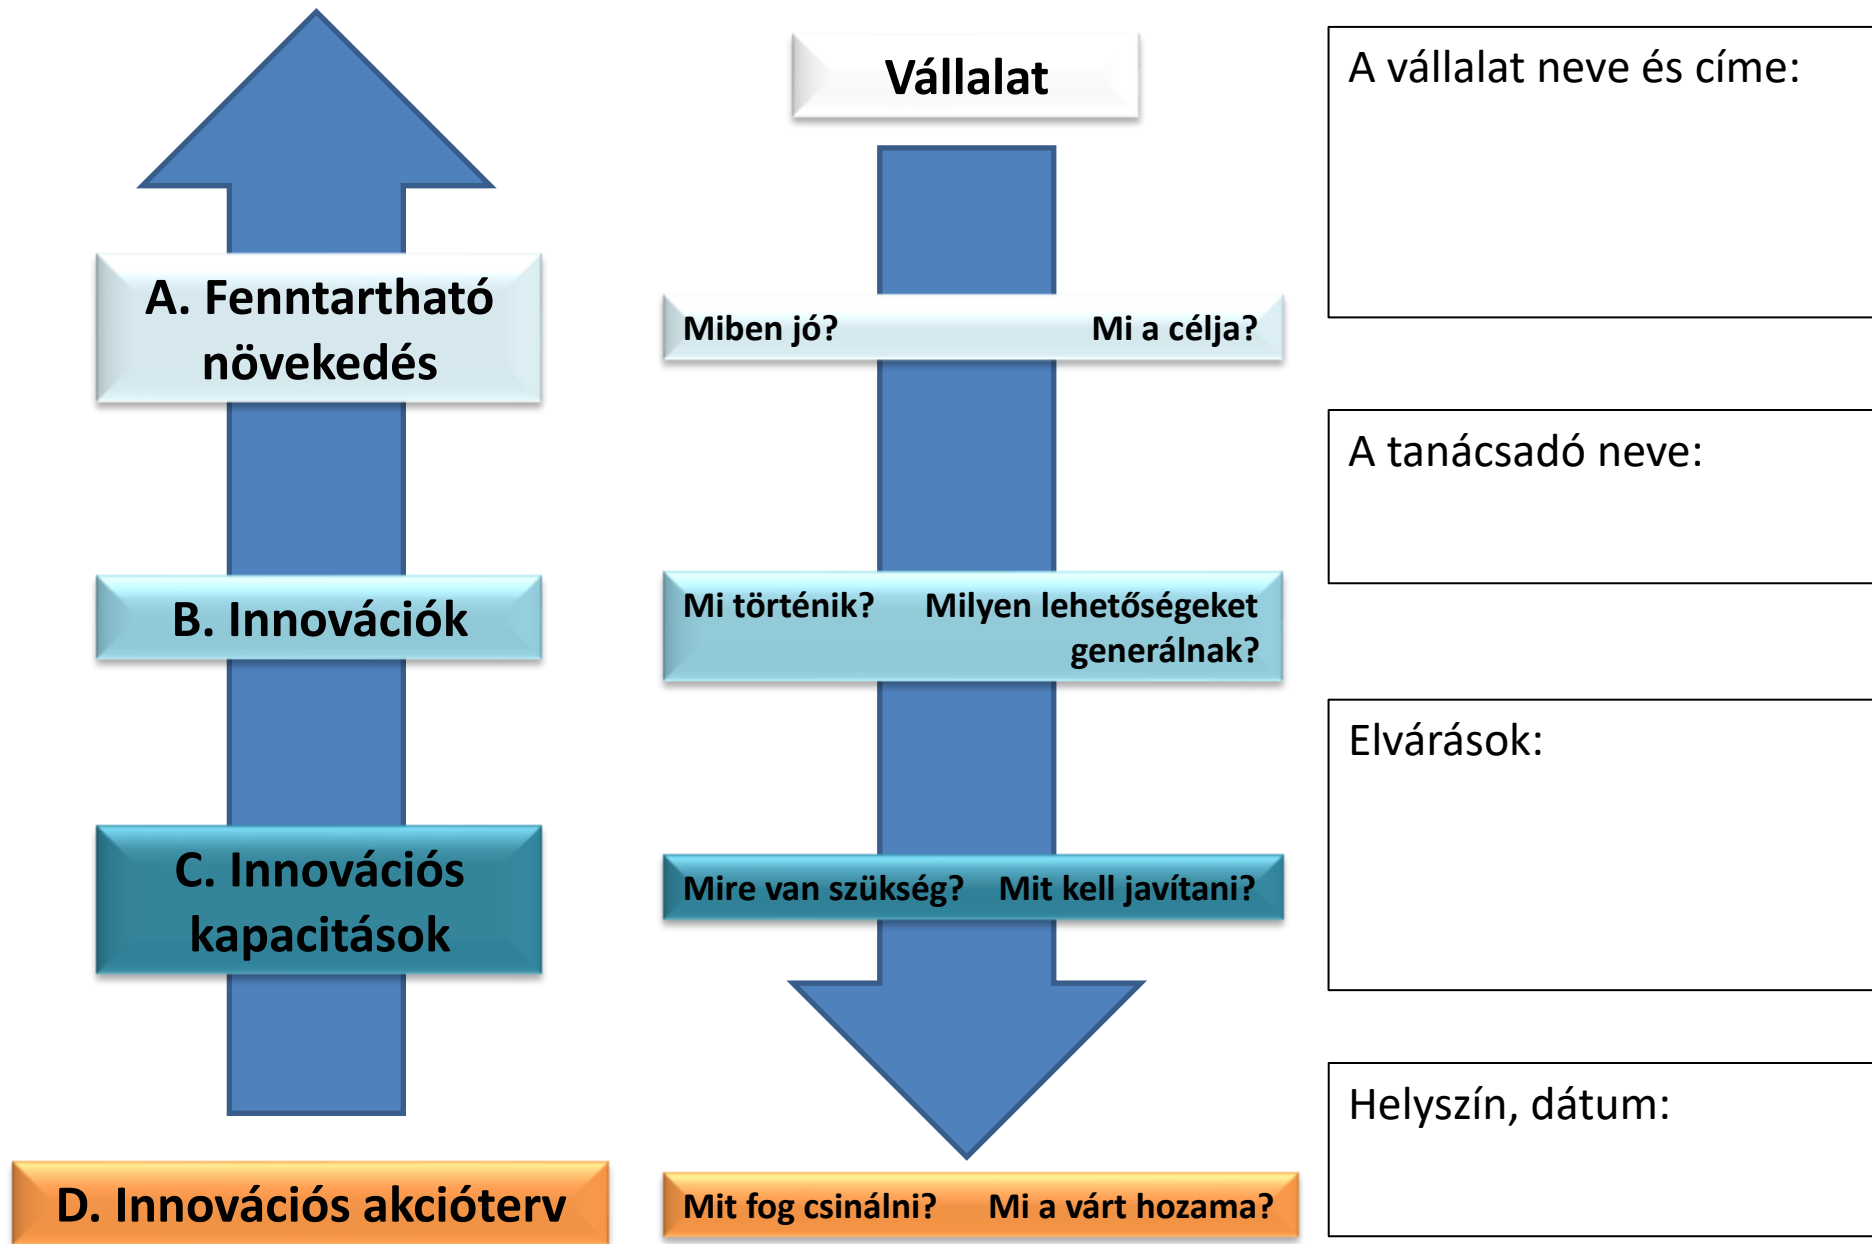 A. Fenntartható
növekedés
B. Innovációk
C. Innovációs
kapacitások
D. Innovációs akcióterv
Vállalat
Miben jó? Mi a célja?
Mi történik? Milyen lehetőségeket
generálnak?
Mire van szükség? Mit kell javítani?
Mit fog csinálni? Mi a várt hozama?
A vállalat neve és címe:
A tanácsadó neve:
Elvárások:
Helyszín, dátum: